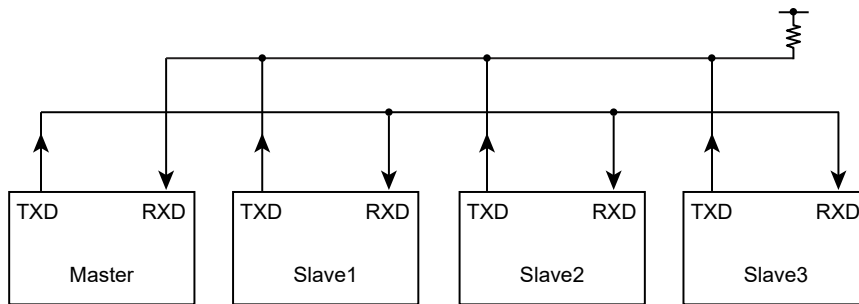 TXD RXD TXD RXD TXD RXD TXD RXD
Master Slave1 Slave2 Slave3